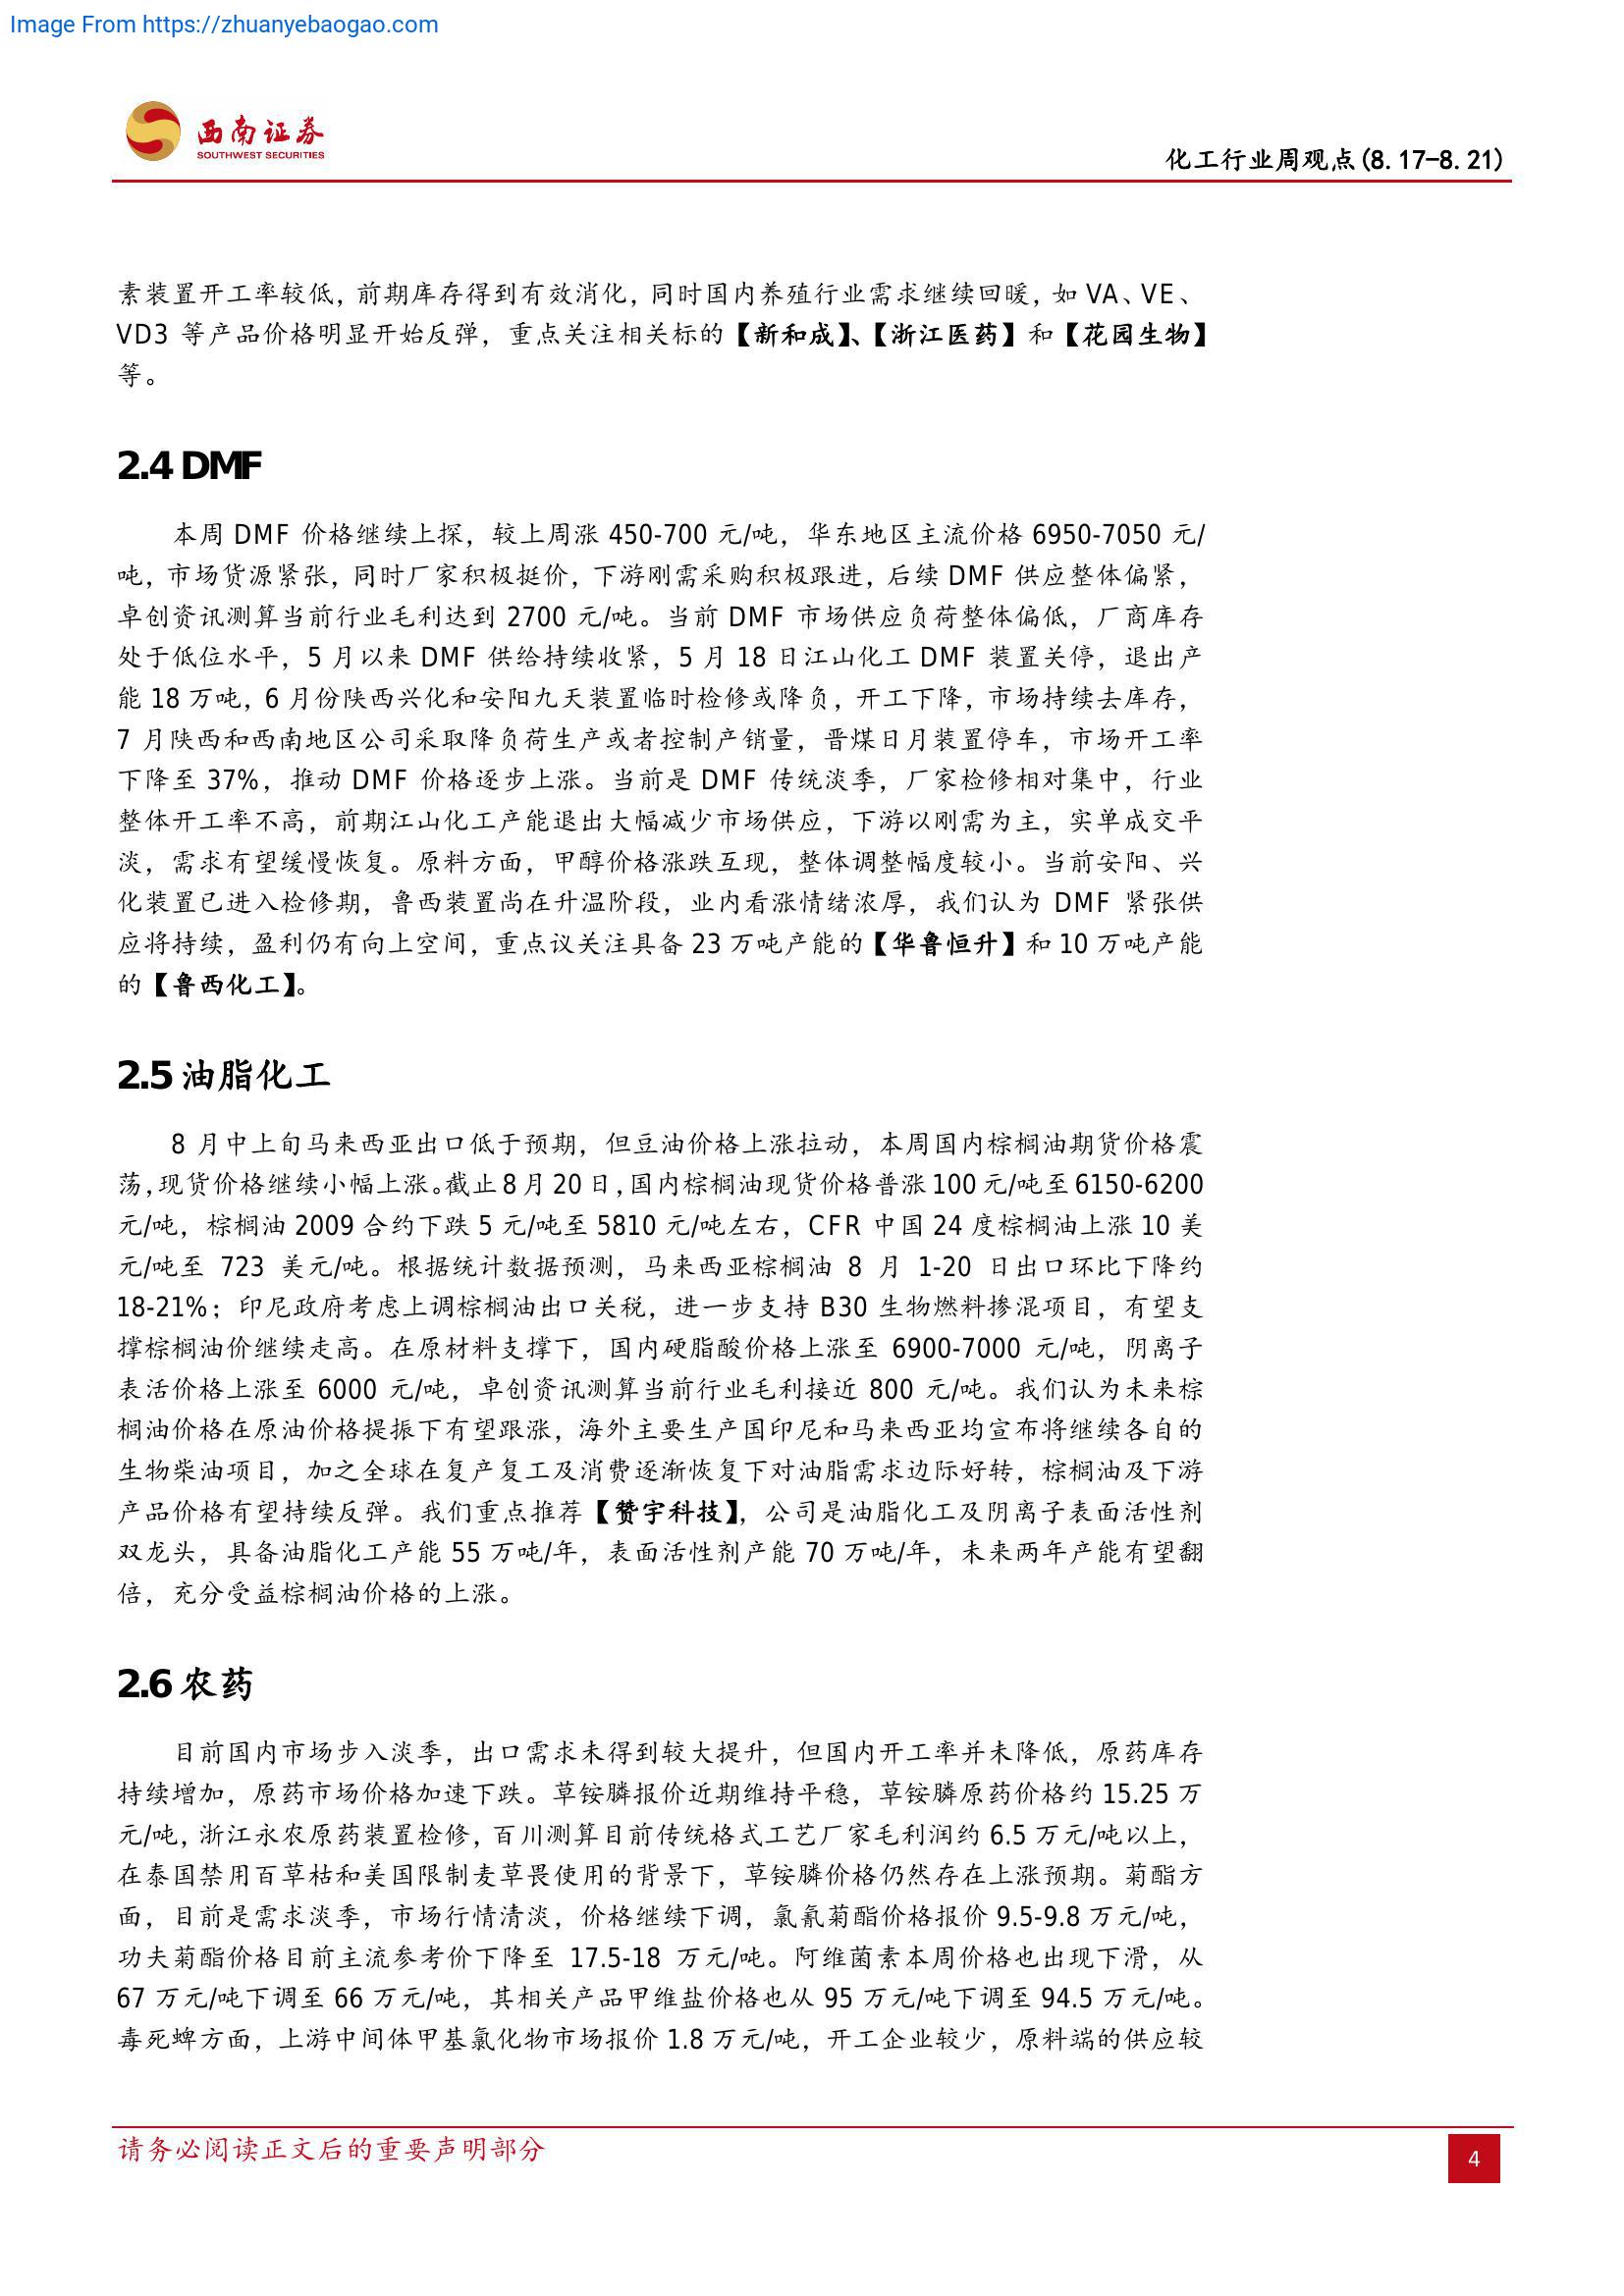 Image From https://zhuanyebaogao.com
西南证券
SOUTHWEST SECURITIES
化工行业周观点(8.17-8.21)
素装置开工率较低，前期库存得到有效消化，同时国内养殖行业需求继续回暖，如 VA、VE、
VD3 等产品价格明显开始反弹，重点关注相关标的【新和成】、【浙江医药】和【花园生物】
等。
2.4 DMF
本周 DMF 价格继续上探，较上周涨 450-700 元/吨，华东地区主流价格 6950-7050 元/
吨，市场货源紧张，同时厂家积极挺价，下游刚需采购积极跟进，后续 DMF 供应整体偏紧，
卓创资讯测算当前行业毛利达到 2700 元/吨。当前 DMF 市场供应负荷整体偏低，厂商库存
处于低位水平，5 月以来 DMF 供给持续收紧，5 月 18 日江山化工 DMF 装置关停，退出产
能 18 万吨，6 月份陕西兴化和安阳九天装置临时检修或降负，开工下降，市场持续去库存，
7 月陕西和西南地区公司采取降负荷生产或者控制产销量，晋煤日月装置停车，市场开工率
下降至 37%，推动 DMF 价格逐步上涨。当前是 DMF 传统淡季，厂家检修相对集中，行业
整体开工率不高，前期江山化工产能退出大幅减少市场供应，下游以刚需为主，实单成交平
淡，需求有望缓慢恢复。原料方面，甲醇价格涨跌互现，整体调整幅度较小。当前安阳、兴
化装置已进入检修期，鲁西装置尚在升温阶段，业内看涨情绪浓厚，我们认为 DMF 紧张供
应将持续，盈利仍有向上空间，重点议关注具备 23 万吨产能的【华鲁恒升】和 10 万吨产能
的【鲁西化工】。
2.5 油脂化工
8 月中上旬马来西亚出口低于预期，但豆油价格上涨拉动，本周国内棕榈油期货价格震
荡，现货价格继续小幅上涨。截止 8 月 20 日，国内棕榈油现货价格普涨 100 元/吨至 6150-6200
元/吨，棕榈油 2009 合约下跌 5 元/吨至 5810 元/吨左右，CFR 中国 24 度棕榈油上涨 10 美
元/吨至 723 美元/吨。根据统计数据预测，马来西亚棕榈油 8 月 1-20 日出口环比下降约
18-21%；印尼政府考虑上调棕榈油出口关税，进一步支持 B30 生物燃料掺混项目，有望支
撑棕榈油价继续走高。在原材料支撑下，国内硬脂酸价格上涨至 6900-7000 元/吨，阴离子
表活价格上涨至 6000 元/吨，卓创资讯测算当前行业毛利接近 800 元/吨。我们认为未来棕
榈油价格在原油价格提振下有望跟涨，海外主要生产国印尼和马来西亚均宣布将继续各自的
生物柴油项目，加之全球在复产复工及消费逐渐恢复下对油脂需求边际好转，棕榈油及下游
产品价格有望持续反弹。我们重点推荐【赞宇科技】，公司是油脂化工及阴离子表面活性剂
双龙头，具备油脂化工产能 55 万吨/年，表面活性剂产能 70 万吨/年，未来两年产能有望翻
倍，充分受益棕榈油价格的上涨。
2.6 农药
目前国内市场步入淡季，出口需求未得到较大提升，但国内开工率并未降低，原药库存
持续增加，原药市场价格加速下跌。草铵膦报价近期维持平稳，草铵膦原药价格约 15.25 万
元/吨，浙江永农原药装置检修，百川测算目前传统格式工艺厂家毛利润约 6.5 万元/吨以上，
在泰国禁用百草枯和美国限制麦草畏使用的背景下，草铵膦价格仍然存在上涨预期。菊酯方
面，目前是需求淡季，市场行情清淡，价格继续下调，氯氰菊酯价格报价 9.5-9.8 万元/吨，
功夫菊酯价格目前主流参考价下降至 17.5-18 万元/吨。阿维菌素本周价格也出现下滑，从
67 万元/吨下调至 66 万元/吨，其相关产品甲维盐价格也从 95 万元/吨下调至 94.5 万元/吨。
毒死蜱方面，上游中间体甲基氯化物市场报价 1.8 万元/吨，开工企业较少，原料端的供应较
请务必阅读正文后的重要声明部分
4